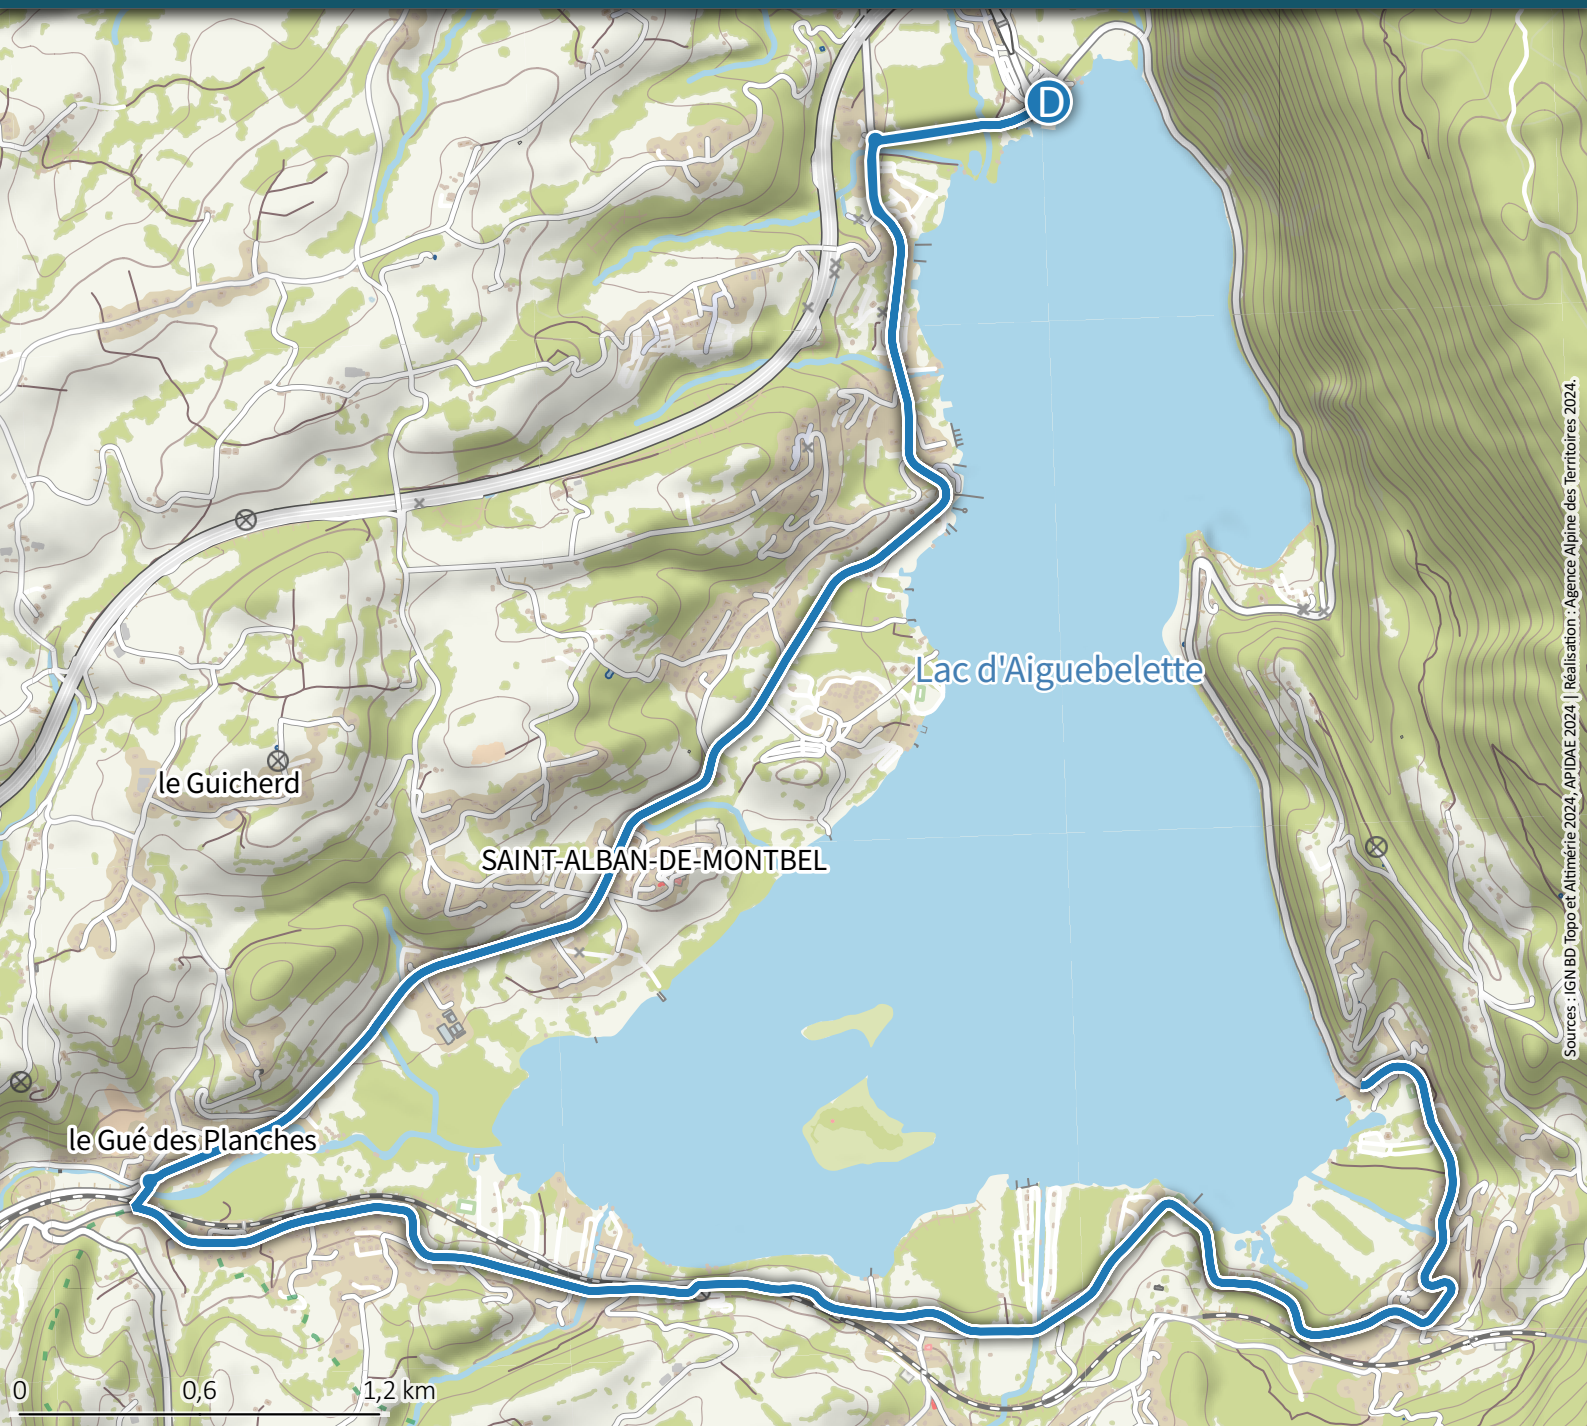 D
Lac d'Aiguebelette
le Guicherd
SAINT-ALBAN-DE-MONTBEL
le Gué des Planches
0 0,6 1,2 km
Sources : IGN BD Topo et Altimérie 2024, APIDAE 2024 | Réalisation : Agence Alpine des Territoires 2024.